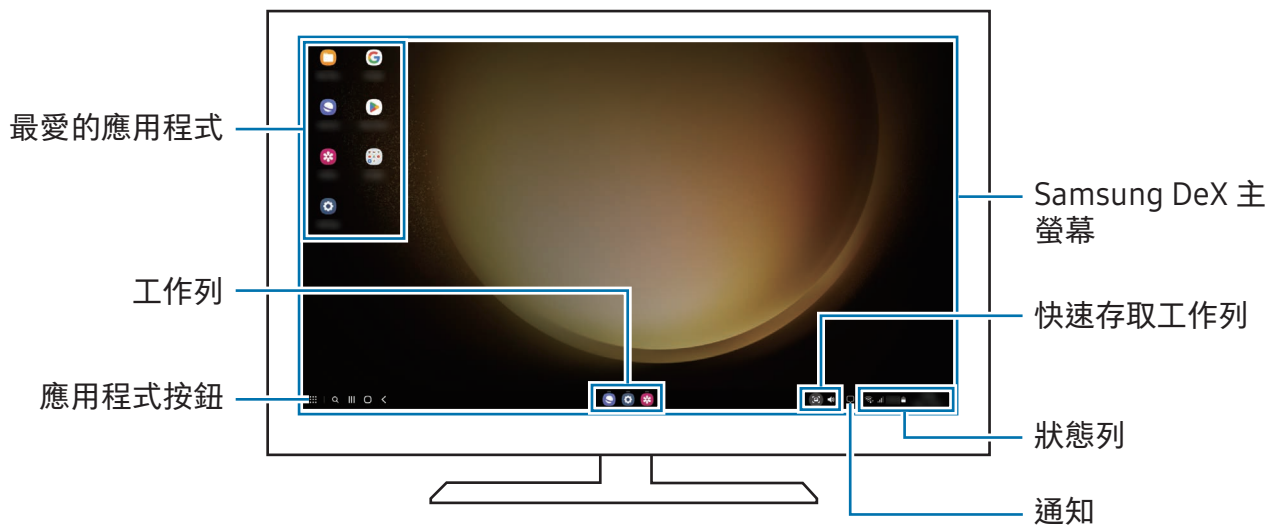 最愛的應用程式
工作列
應用程式按鈕
Samsung DeX 主
螢幕
快速存取工作列
狀態列
通知